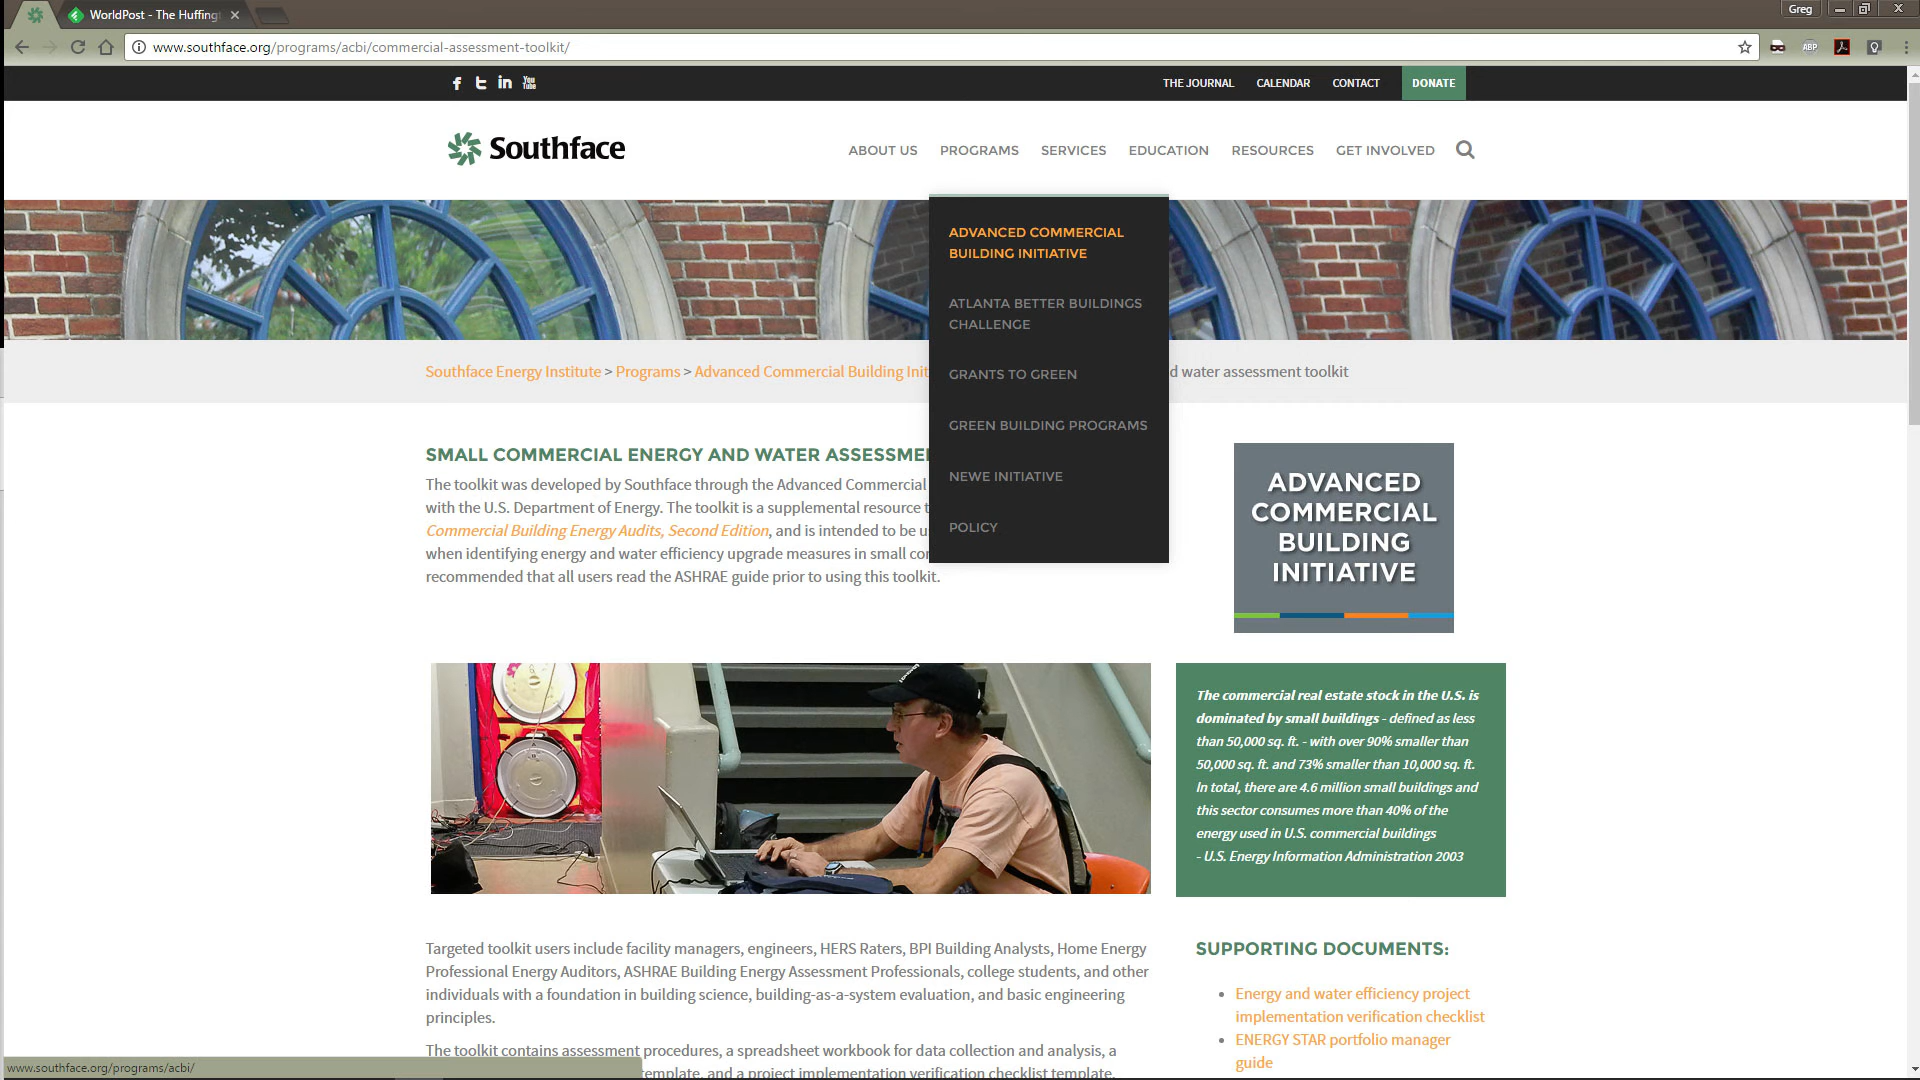 WorldPost - The Huffing
Greg
www.southface.org/programs/acbi/commercial-assessment-toolkit/
ABP
You
Tube
THE JOURNAL CALENDAR CONTACT DONATE
Southface
ABOUT US PROGRAMS SERVICES EDUCATION RESOURCES GET INVOLVED
ADVANCED COMMERCIAL
BUILDING INITIATIVE
ATLANTA BETTER BUILDINGS
CHALLENGE
GRANTS TO GREEN
GREEN BUILDING PROGRAMS
NEWE INITIATIVE
POLICY
Southface Energy Institute > Programs > Advanced Commercial Building Init d water assessment toolkit
SMALL COMMERCIAL ENERGY AND WATER ASSESSME
The toolkit was developed by Southface through the Advanced Commercial
with the U.S. Department of Energy. The toolkit is a supplemental resource t
Commercial Building Energy Audits, Second Edition, and is intended to be u
when identifying energy and water efficiency upgrade measures in small co
recommended that all users read the ASHRAE guide prior to using this toolkit.
ADVANCED
COMMERCIAL
BUILDING
INITIATIVE
The commercial real estate stock in the U.S. is
dominated by small buildings - defined as less
than 50,000 sq. ft. - with over 90% smaller than
50,000 sq. ft. and 73% smaller than 10,000 sq. ft.
In total, there are 4.6 million small buildings and
this sector consumes more than 40% of the
energy used in U.S. commercial buildings
- U.S. Energy Information Administration 2003
Targeted toolkit users include facility managers, engineers, HERS Raters, BPI Building Analysts, Home Energy
Professional Energy Auditors, ASHRAE Building Energy Assessment Professionals, college students, and other
individuals with a foundation in building science, building-as-a-system evaluation, and basic engineering
principles.
The toolkit contains assessment procedures, a spreadsheet workbook for data collection and analysis, a
template, and a project implementation verification checklist template.
SUPPORTING DOCUMENTS:
Energy and water efficiency project
implementation verification checklist
ENERGY STAR portfolio manager
guide
www.southface.org/programs/acbi/